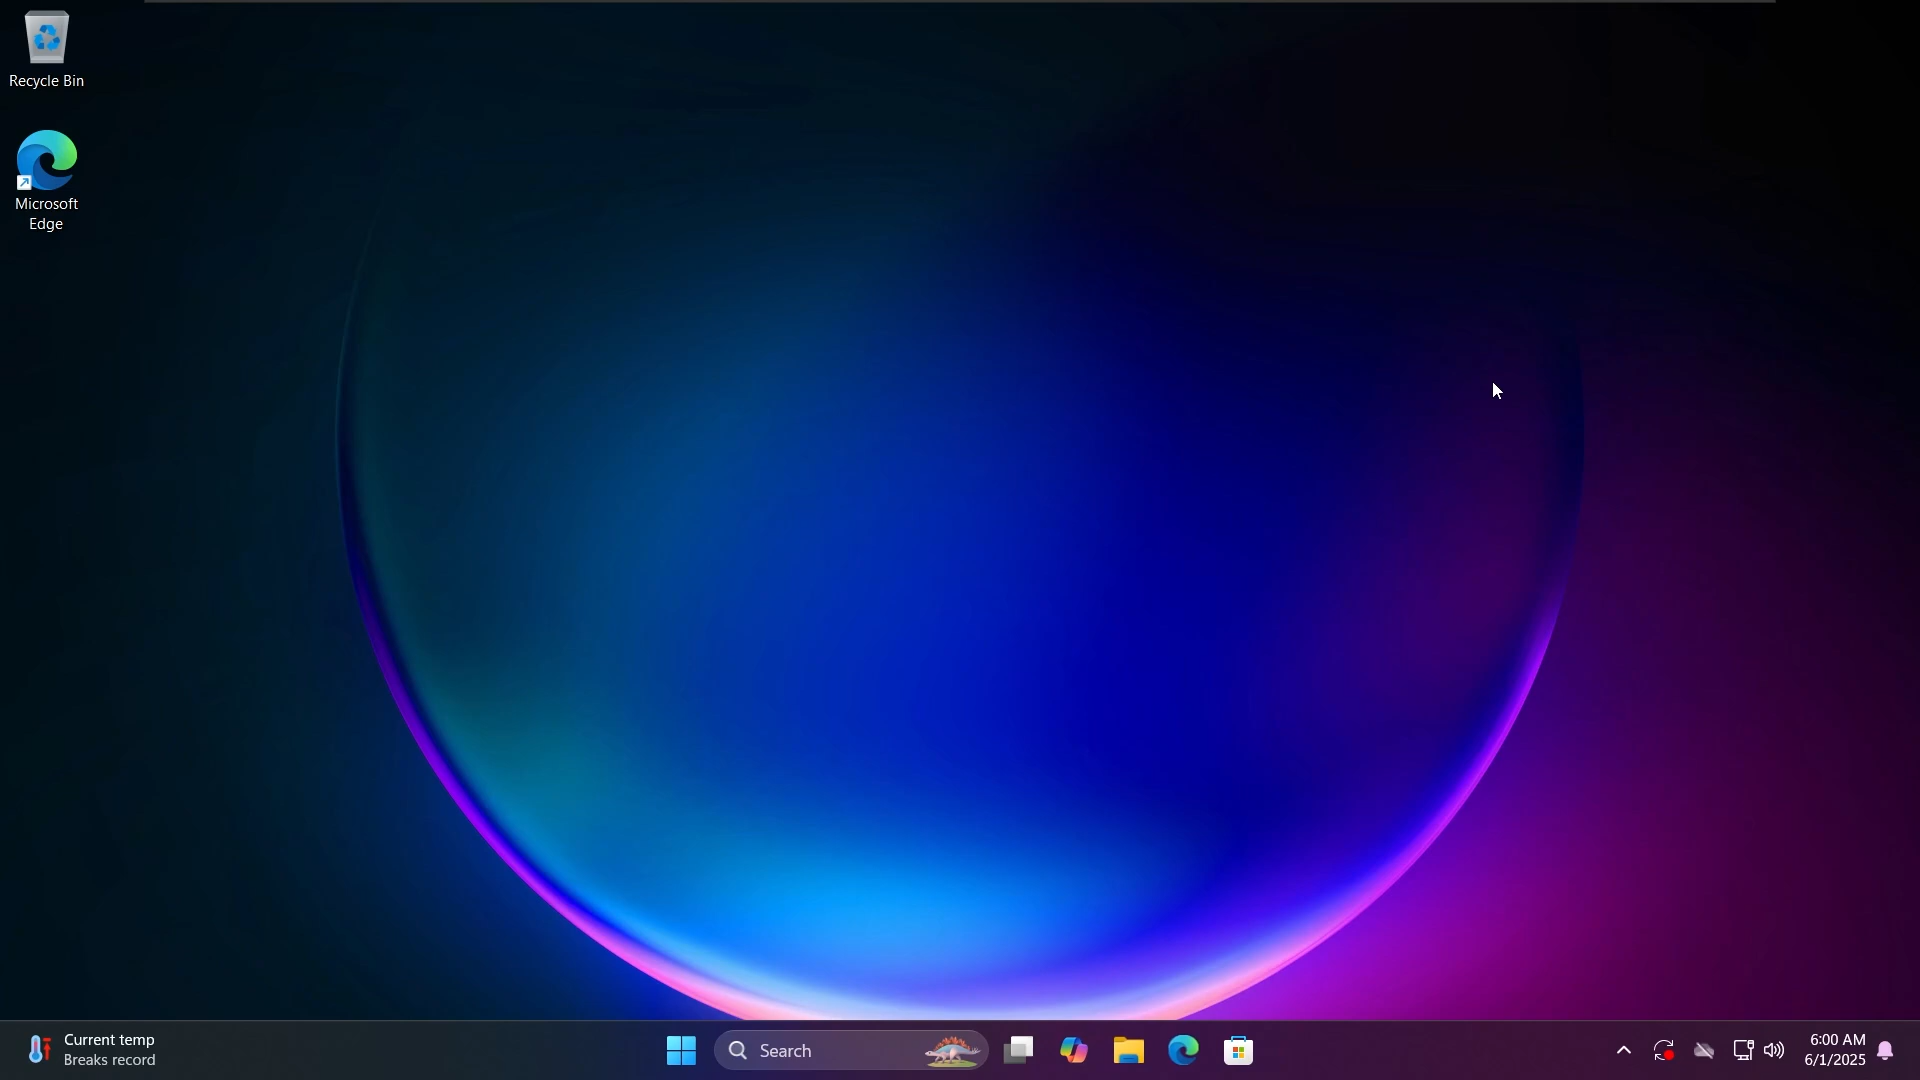 Recycle Bin
Microsoft
Edge
Current temp
Breaks record
Search
6:00 AM
6/1/2025